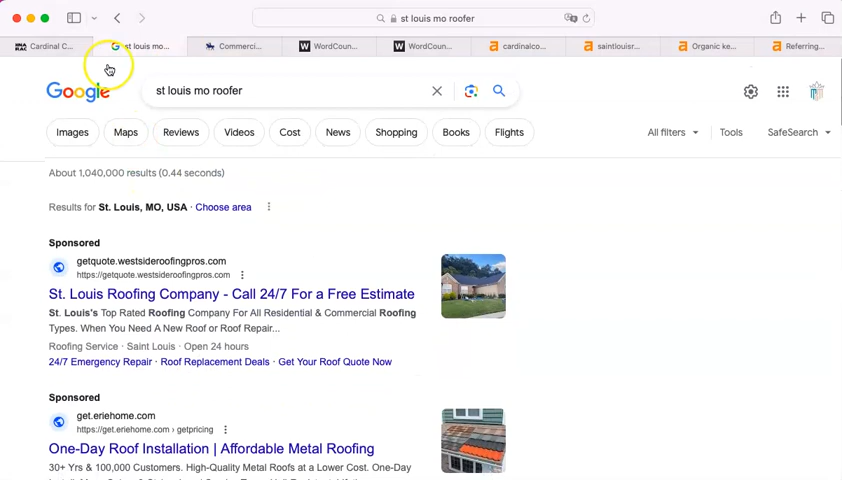 st louis mo roofer
Cardinal C...
st louis mo...
Commerci...
WordCoun...
WordCoun...
cardinalco...
saintlouisr...
Organic ke...
Referring...
Google
st louis mo roofer
Images
Maps
Reviews
Videos
Cost
News
Shopping
Books
Flights
All filters
Tools
SafeSearch
About 1,040,000 results (0.44 seconds)
Results for St. Louis, MO, USA · Choose area
Sponsored
getquote.westsideroofingpros.com
https://getquote.westsideroofingpros.com
St. Louis Roofing Company - Call 24/7 For a Free Estimate
St. Louis's Top Rated Roofing Company For All Residential & Commercial Roofing
Types. When You Need A New Roof or Roof Repair...
Roofing Service · Saint Louis · Open 24 hours
24/7 Emergency Repair · Roof Replacement Deals · Get Your Roof Quote Now
Sponsored
get.eriehome.com
https://get.eriehome.com › getpricing
One-Day Roof Installation | Affordable Metal Roofing
30+ Yrs & 100,000 Customers. High-Quality Metal Roofs at a Lower Cost. One-Day